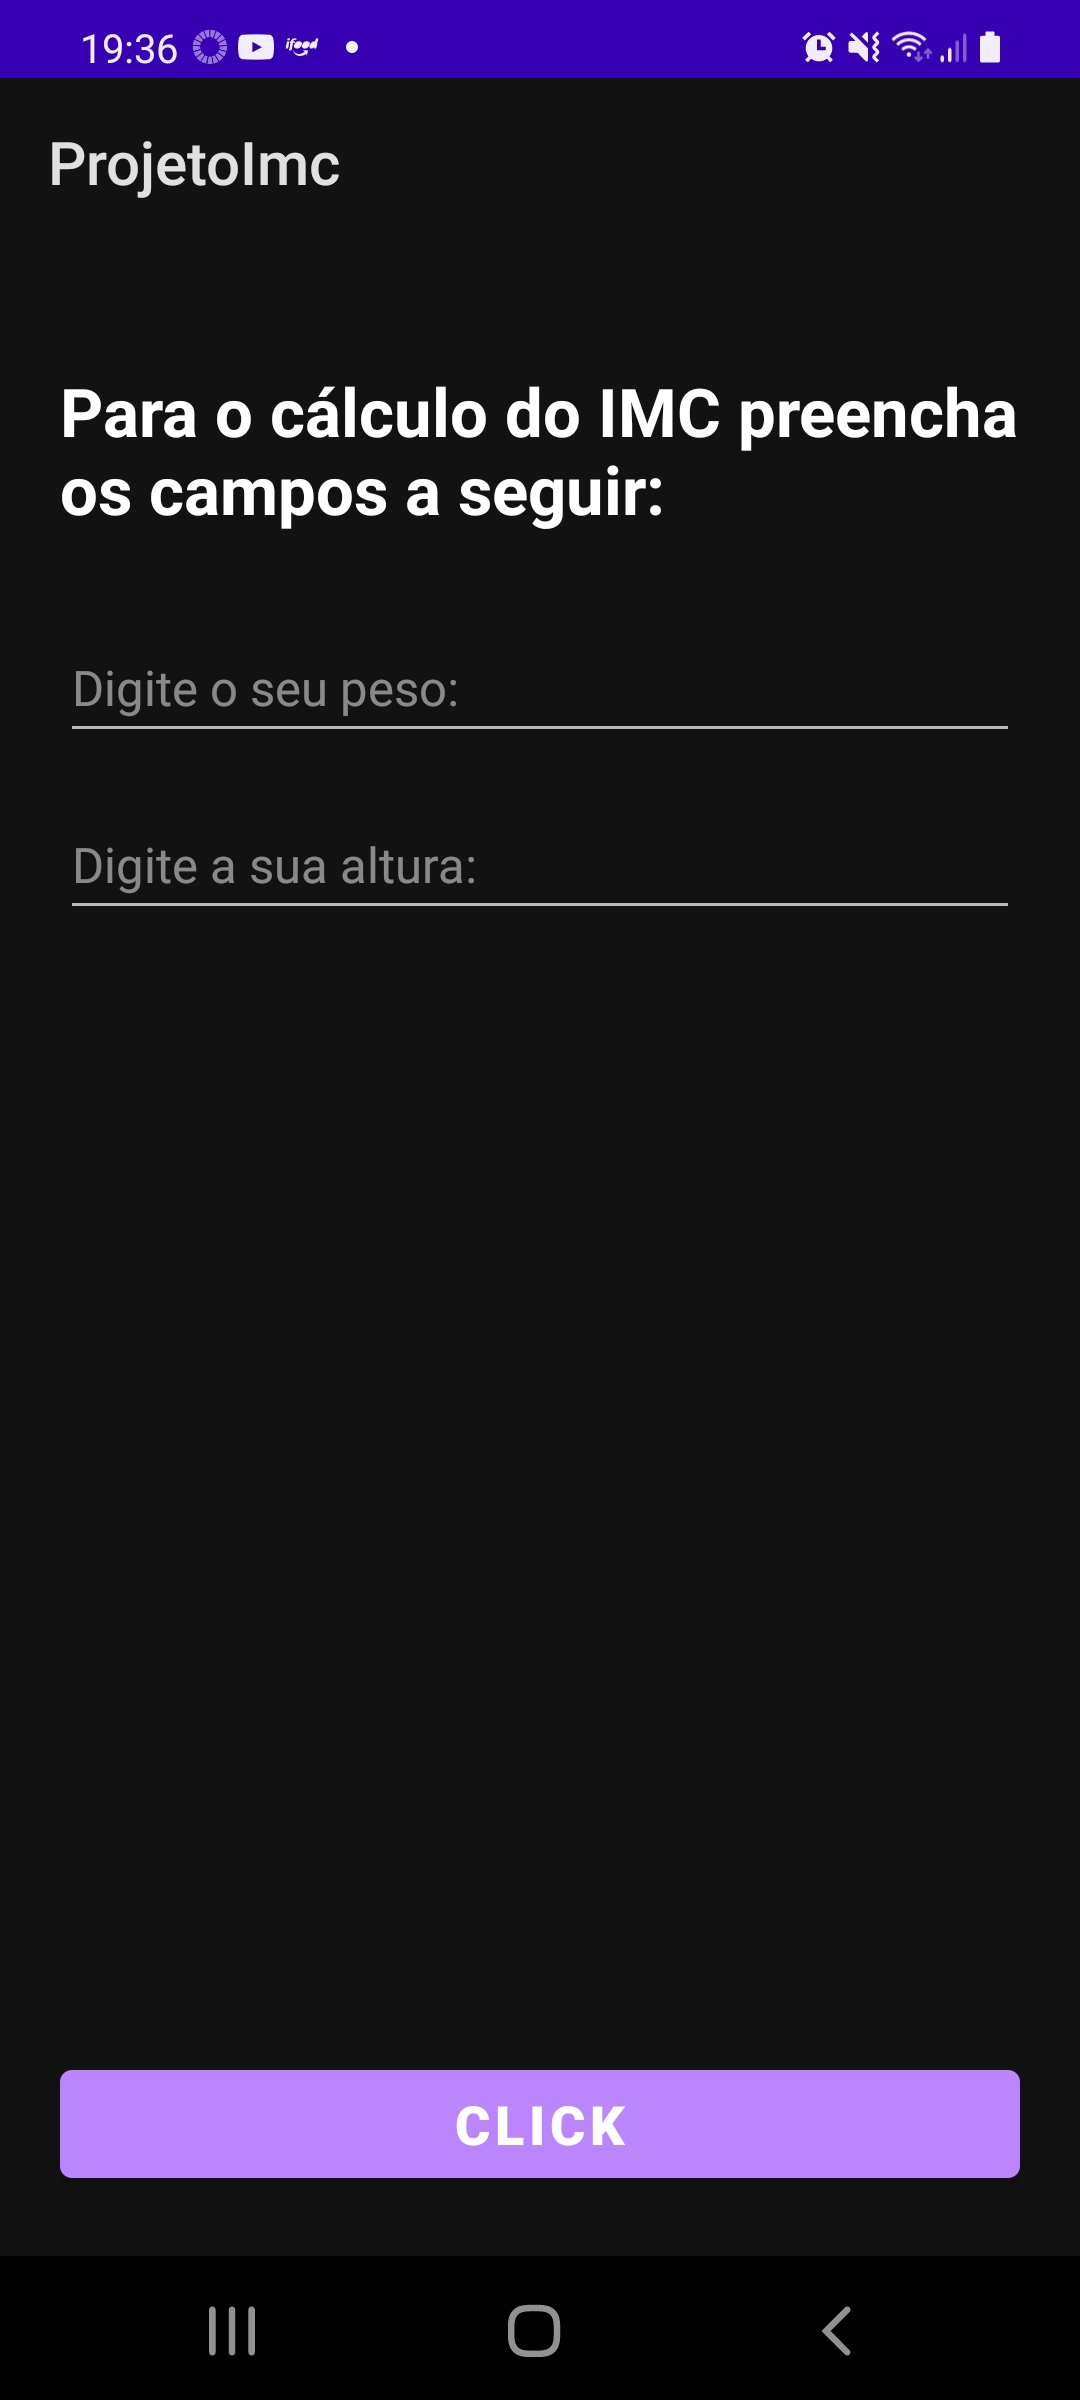 19:36
ifood
ProjetoImc
Para o cálculo do IMC preencha
os campos a seguir:
Digite o seu peso:
Digite a sua altura:
CLICK